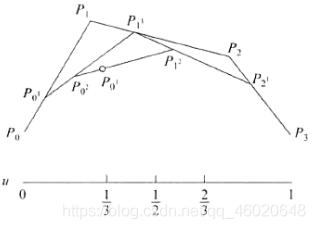 P₁
P₁¹
P₂
P₁²
P₀¹
P₀²
P₀¹
P₂¹
P₀
P₃
u
0
1/3
1/2
2/3
1
https://blog.csdn.net/qq_46020648